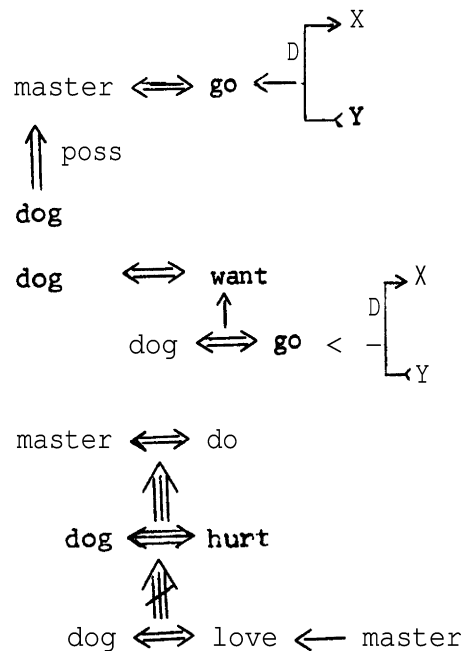 X
D
master go
Y
poss
dog
dog want
X
D
dog go
Y
master do
dog hurt
dog love master